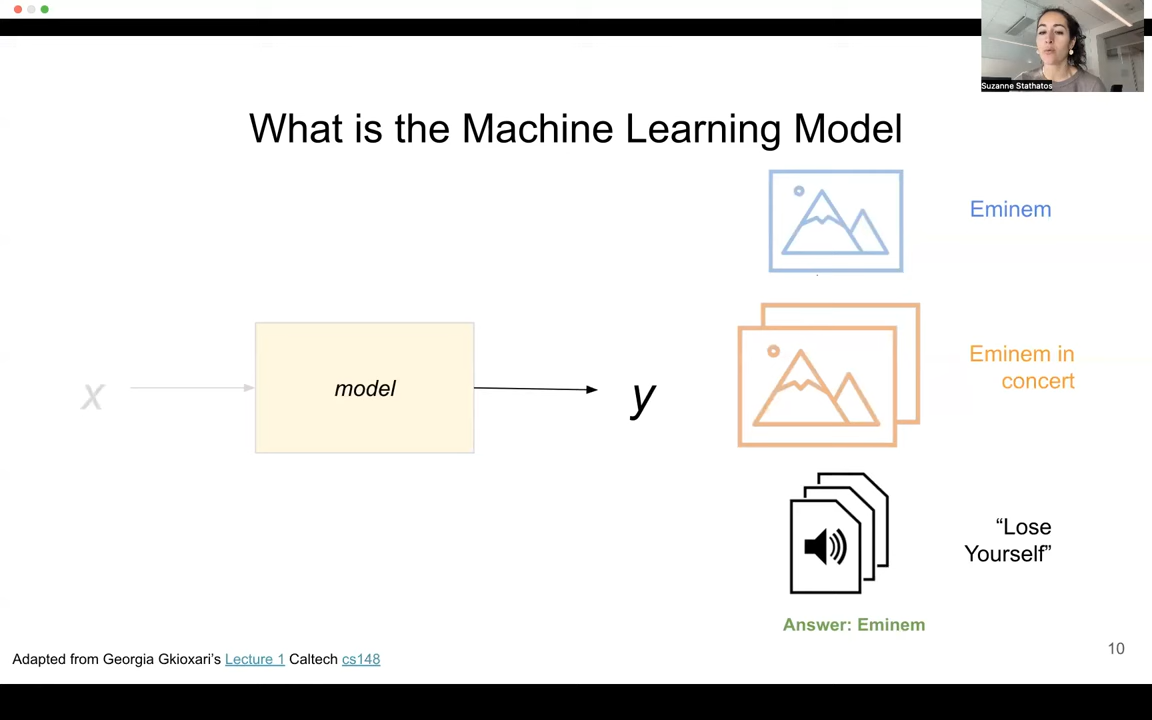 Suzanne Stathatos
What is the Machine Learning Model
Eminem
Eminem in
concert
x
model
y
“Lose
Yourself”
Answer: Eminem
10
Adapted from Georgia Gkioxari’s Lecture 1 Caltech cs148